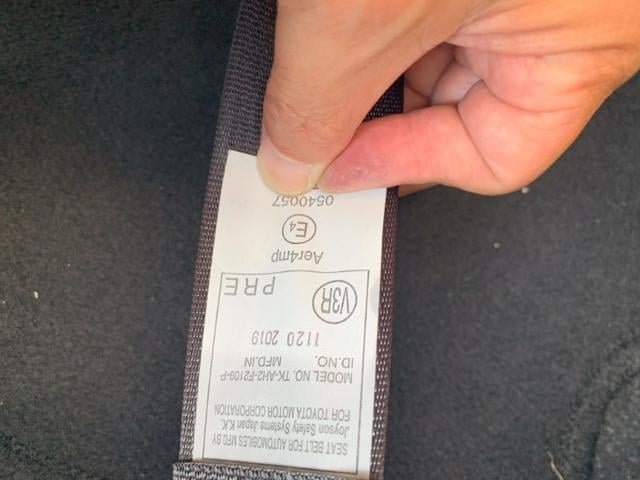 SEAT BELT FOR AUTOMOBILES MFD.BY
Joyson Safety Systems Japan K.K.
FOR TOYOTA MOTOR CORPORATION
MODEL NO. TK-AH2-F2109-P
ID.NO. MFD.IN
1120 2019
V3R PRE
Aer4mp
E4
0540057